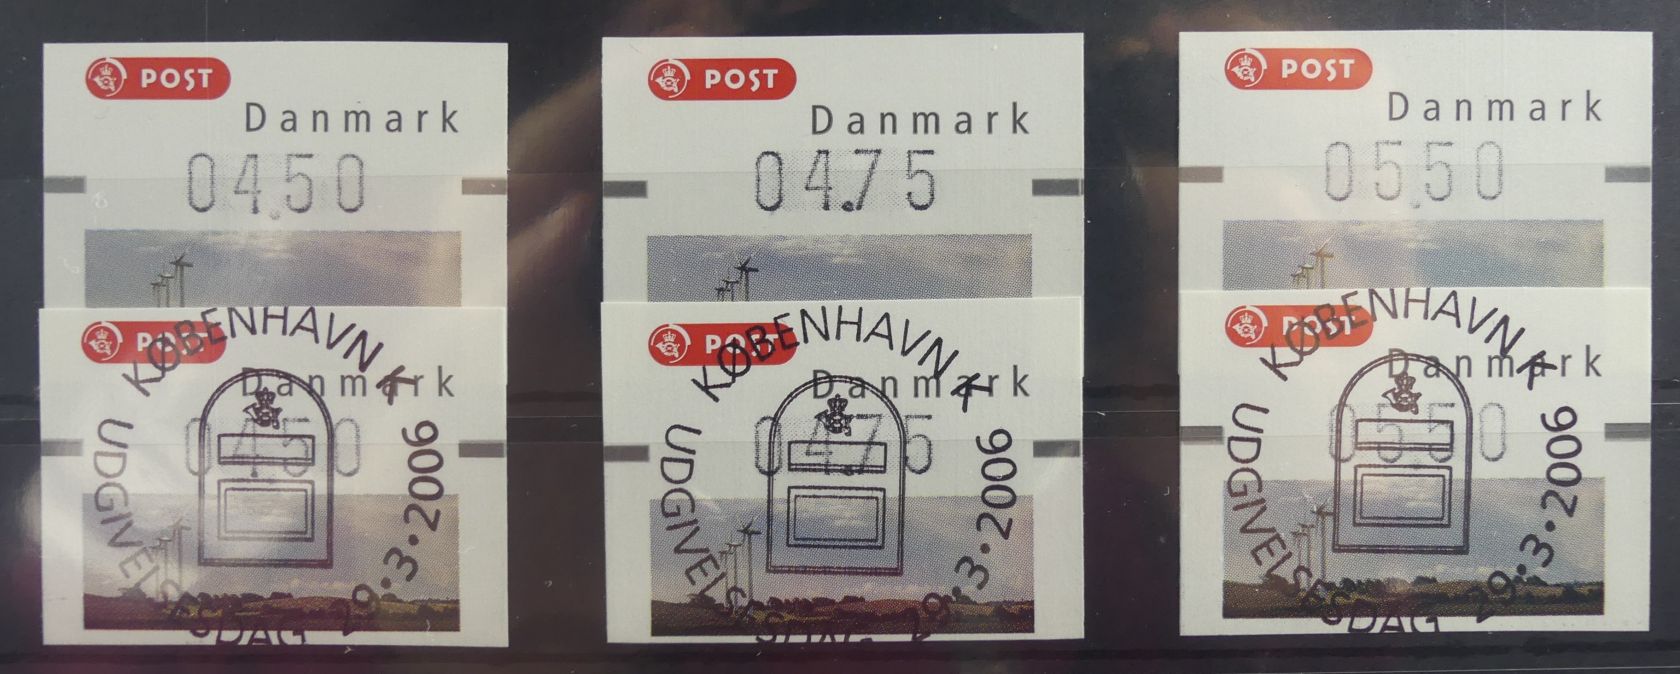 POST
Danmark
04.50
POST
Danmark
04.75
POST
Danmark
05.50
POST
Danmark
04.50
KØBENHAVN K
UDGIVELSESDAG 29.3.2006
POST
Danmark
04.75
KØBENHAVN K
UDGIVELSESDAG 29.3.2006
POST
Danmark
05.50
KØBENHAVN K
UDGIVELSESDAG 29.3.2006